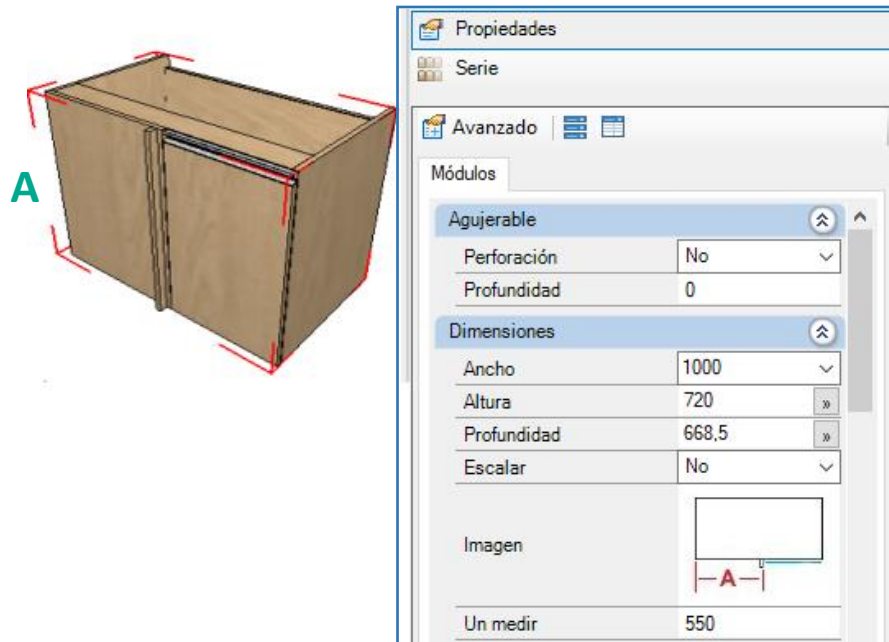 Propiedades
Serie
Avanzado
Módulos
A
Agujerable
Perforación No
Profundidad 0
Dimensiones
Ancho 1000
Altura 720 »
Profundidad 668,5 »
Escalar No
Imagen
A
Un medir 550